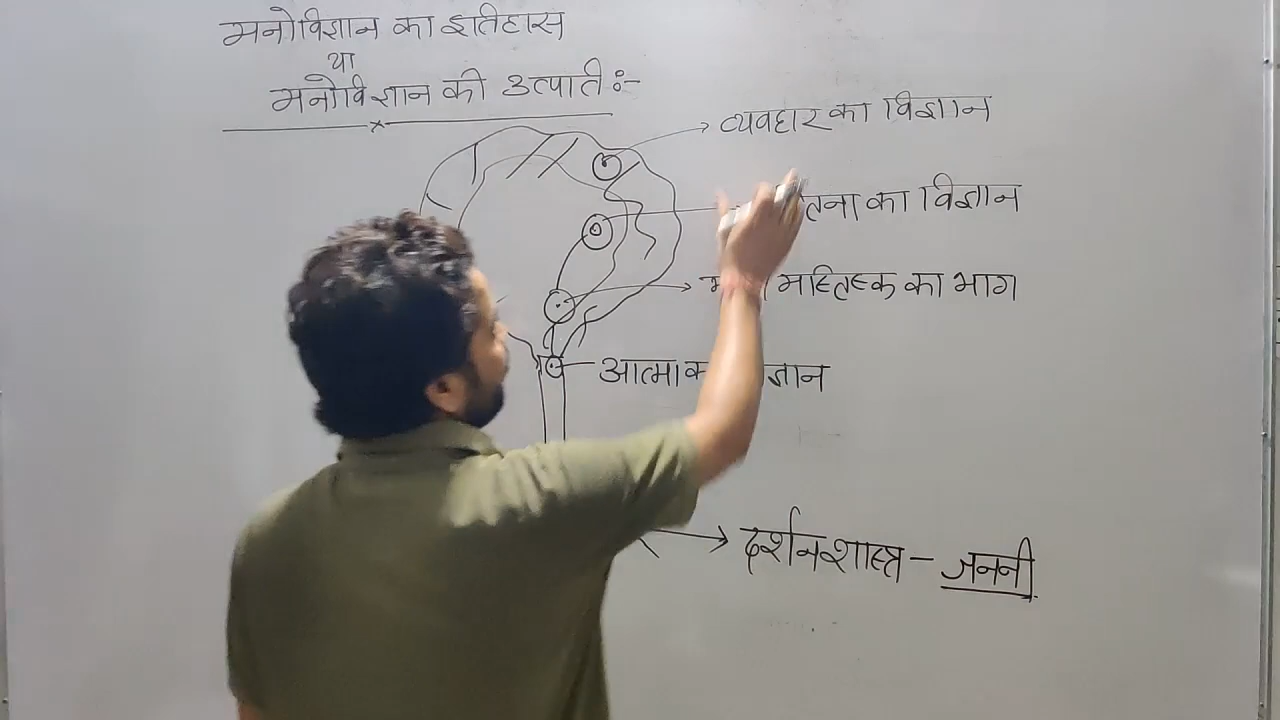 मनोविज्ञान का इतिहास
या
मनोविज्ञान की उत्पाती :-
व्यवहार का विज्ञान
का विज्ञान
मस्तिष्क का भाग
आत्मा
दर्शनशास्त्र - जननी